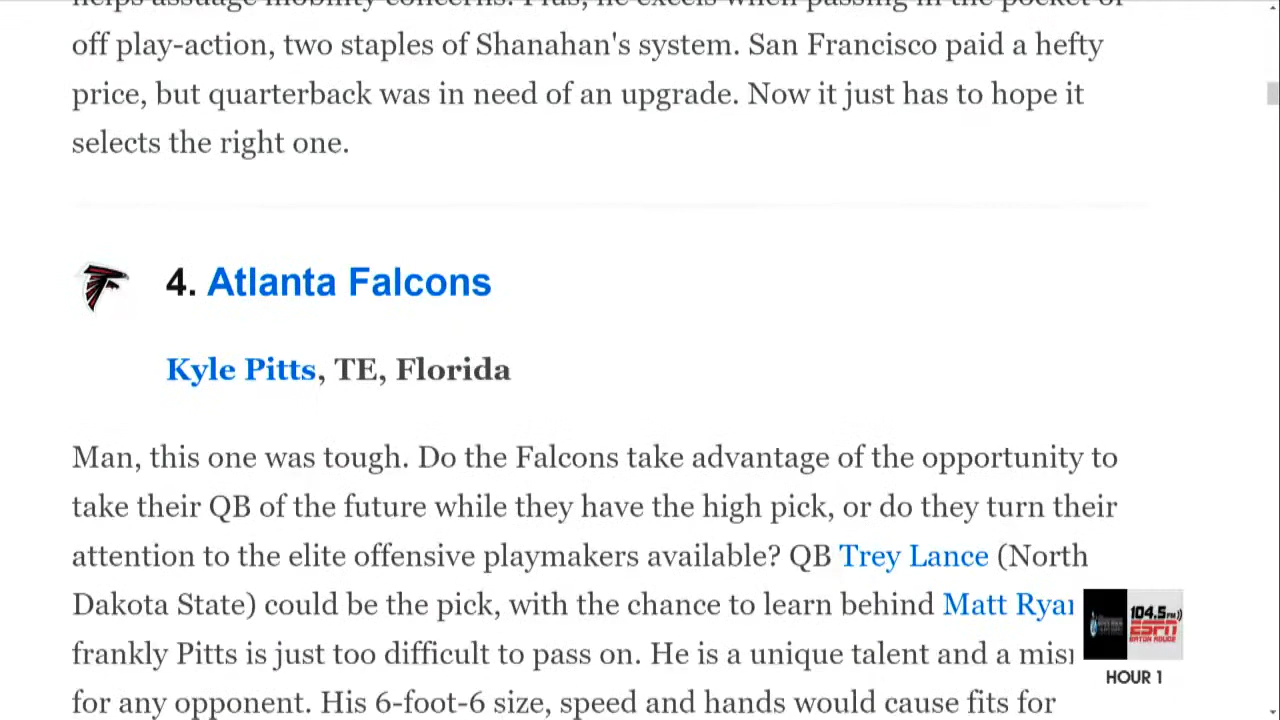 off play-action, two staples of Shanahan's system. San Francisco paid a hefty
price, but quarterback was in need of an upgrade. Now it just has to hope it
selects the right one.
4. Atlanta Falcons
Kyle Pitts, TE, Florida
Man, this one was tough. Do the Falcons take advantage of the opportunity to
take their QB of the future while they have the high pick, or do they turn their
attention to the elite offensive playmakers available? QB Trey Lance (North
Dakota State) could be the pick, with the chance to learn behind Matt
frankly Pitts is just too difficult to pass on. He is a unique talent and a
for any opponent. His 6-foot-6 size, speed and hands would cause fits for
104.5 FM
ESPN
BATON ROUGE
HOUR 1